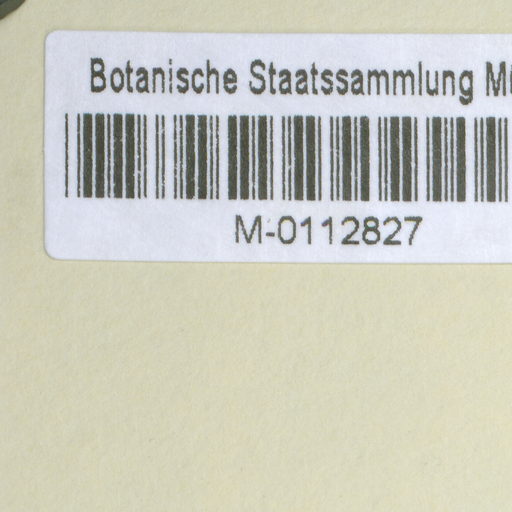 Botanische Staatssammlung
M-0112827